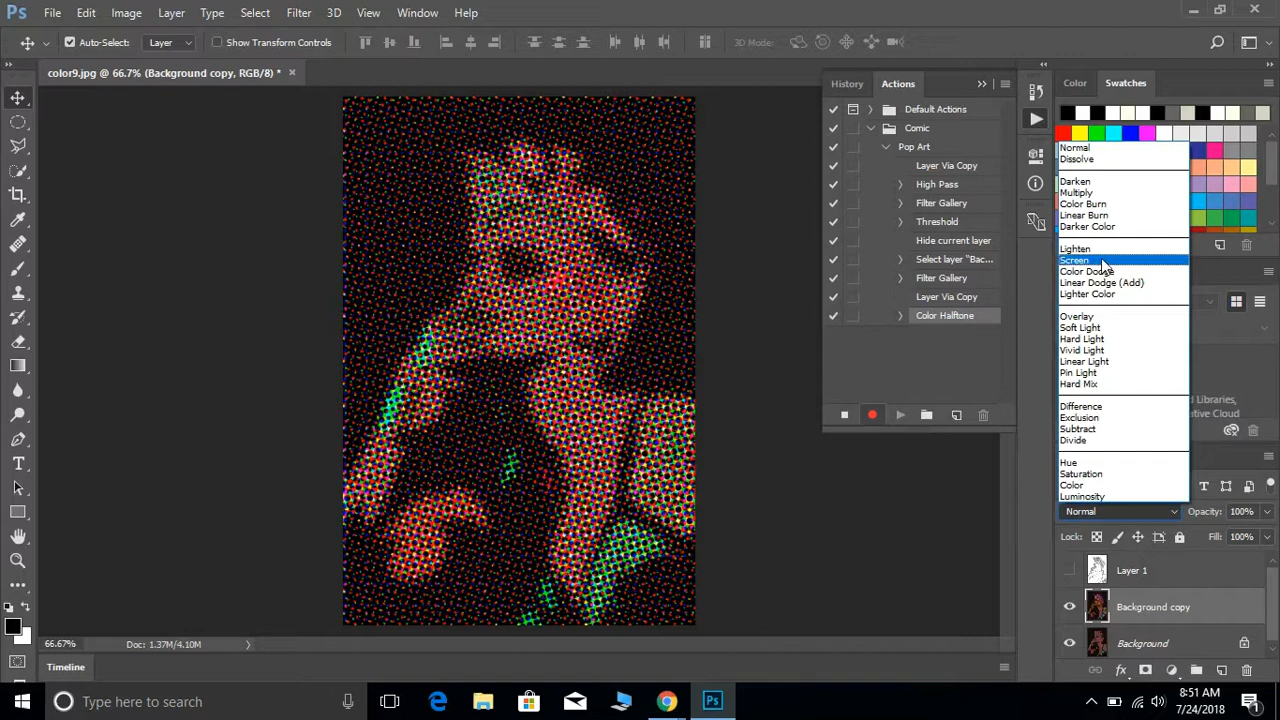 Ps File Edit Image Layer Type Select Filter 3D View Window Help
Auto-Select: Layer Show Transform Controls 3D Mode:
color9.jpg @ 66.7% (Background copy, RGB/8) *
History Actions
Default Actions
Comic
Pop Art
Layer Via Copy
High Pass
Filter Gallery
Threshold
Hide current layer
Select layer "Bac...
Filter Gallery
Layer Via Copy
Color Halftone
Color Swatches
Normal
Dissolve
Darken
Multiply
Color Burn
Linear Burn
Darker Color
Lighten
Screen
Color Dodge
Linear Dodge (Add)
Lighter Color
Overlay
Soft Light
Hard Light
Vivid Light
Linear Light
Pin Light
Hard Mix
Difference
Exclusion
Subtract
Divide
Hue
Saturation
Color
Luminosity
d Libraries,
ative Cloud
Normal Opacity: 100%
Lock: Fill: 100%
Layer 1
Background copy
Background
66.67% Doc: 1.37M/4.10M
Timeline
Type here to search
Ps
8:51 AM
7/24/2018
1